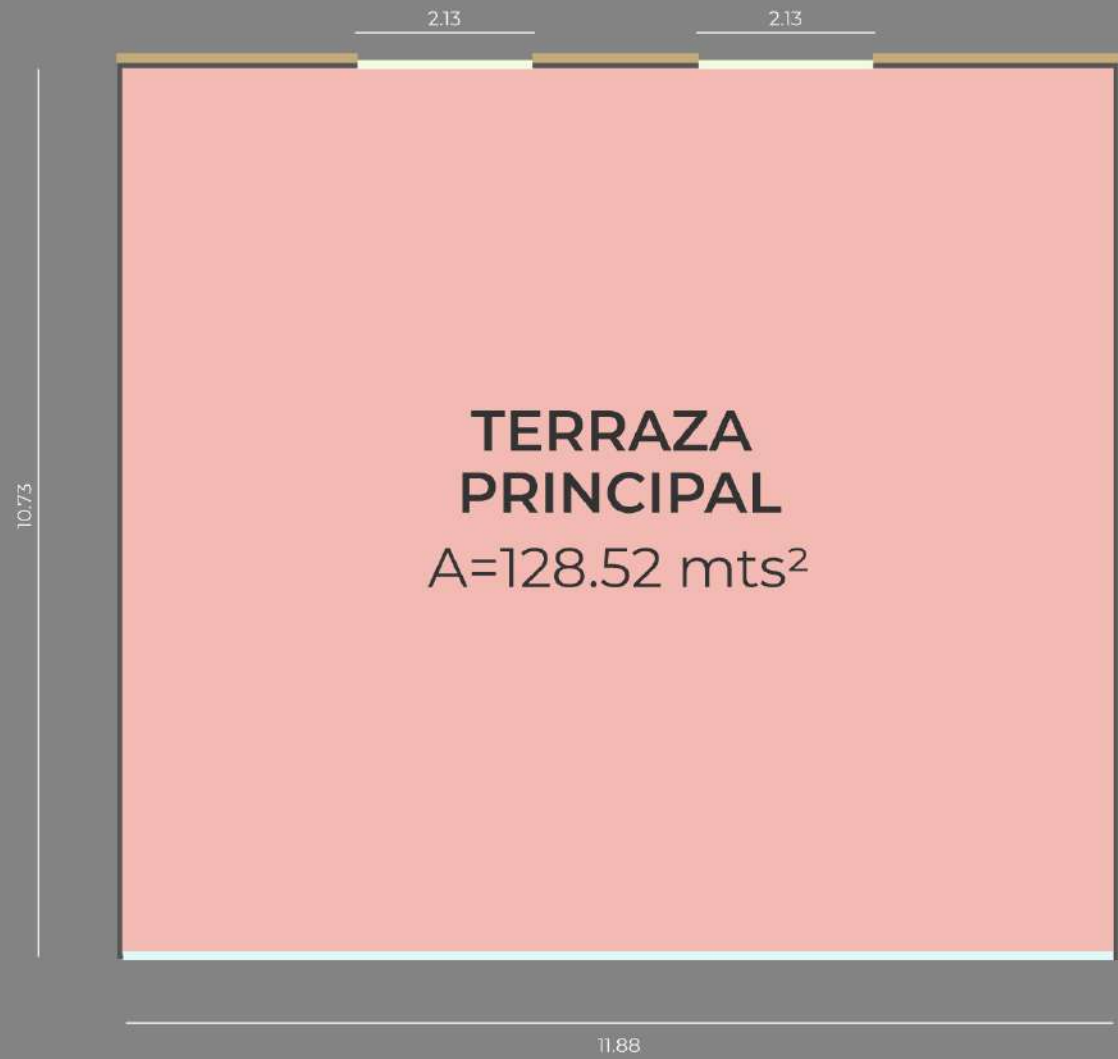 2.13
2.13
TERRAZA
PRINCIPAL
A=128.52 mts²
10.73
11.88